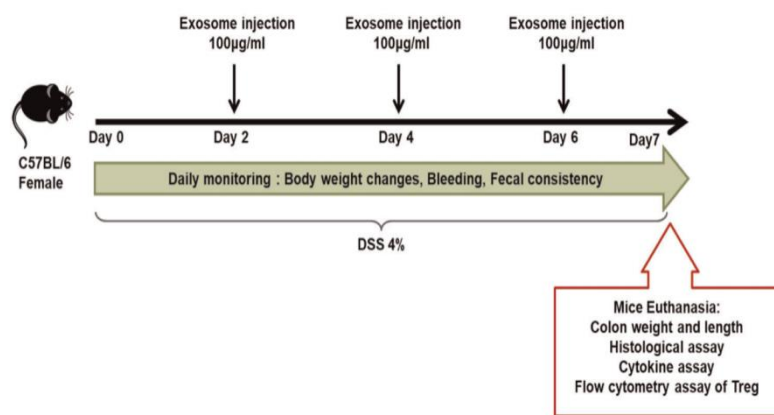 Exosome injection
100µg/ml
Exosome injection
100µg/ml
Exosome injection
100µg/ml
Day 0
Day 2
Day 4
Day 6
Day7
C57BL/6
Female
Daily monitoring : Body weight changes, Bleeding, Fecal consistency
DSS 4%
Mice Euthanasia:
Colon weight and length
Histological assay
Cytokine assay
Flow cytometry assay of Treg